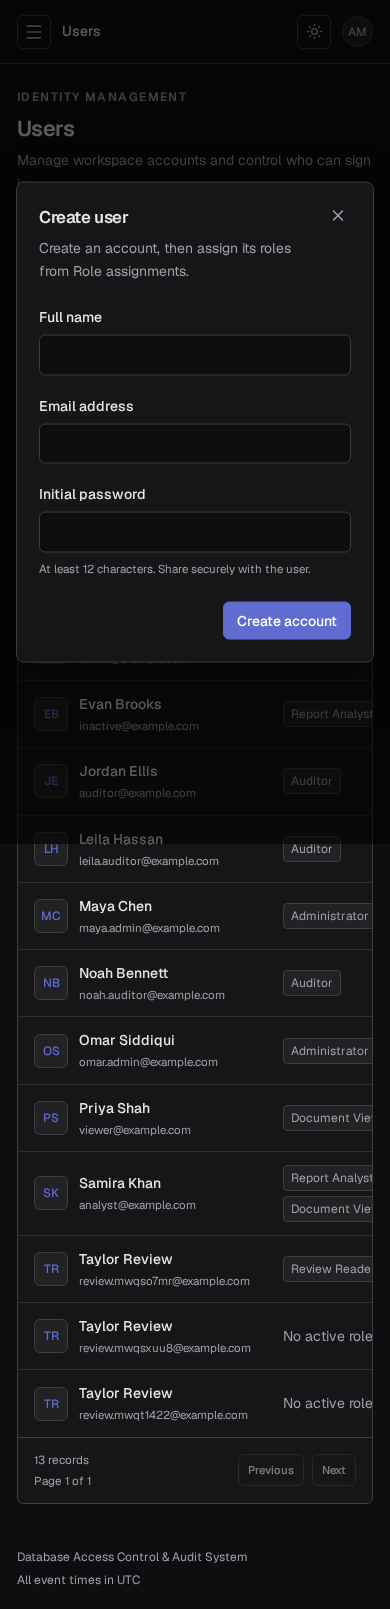 Users
AM
IDENTITY MANAGEMENT
Users
Manage workspace accounts and control who can sign
Create user
Create an account, then assign its roles
from Role assignments.
Full name
Email address
Initial password
At least 12 characters. Share securely with the user.
Create account
EB
Evan Brooks
inactive@example.com
Report Analyst
JE
Jordan Ellis
auditor@example.com
Auditor
LH
Leila Hassan
leila.auditor@example.com
Auditor
MC
Maya Chen
maya.admin@example.com
Administrator
NB
Noah Bennett
noah.auditor@example.com
Auditor
OS
Omar Siddiqui
omar.admin@example.com
Administrator
PS
Priya Shah
viewer@example.com
Document Vie
SK
Samira Khan
analyst@example.com
Report Analyst
Document Vie
TR
Taylor Review
review.mwqso7mr@example.com
Review Reade
TR
Taylor Review
review.mwqsxuu8@example.com
No active role
TR
Taylor Review
review.mwqt1422@example.com
No active role
13 records
Page 1 of 1
Previous
Next
Database Access Control & Audit System
All event times in UTC